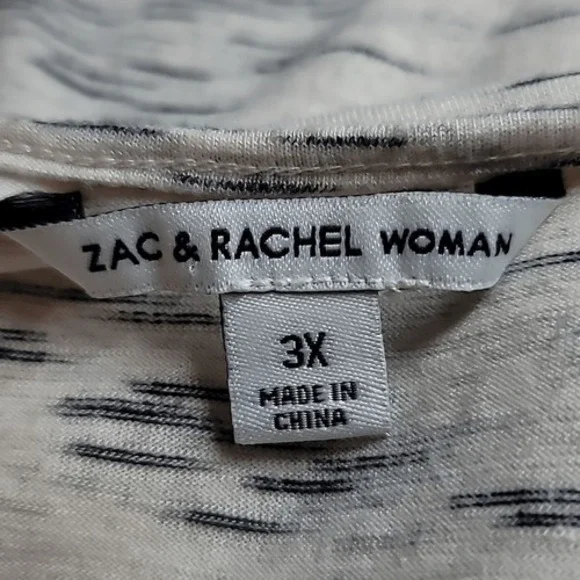 ZAC & RACHEL WOMAN
3X
MADE IN
CHINA